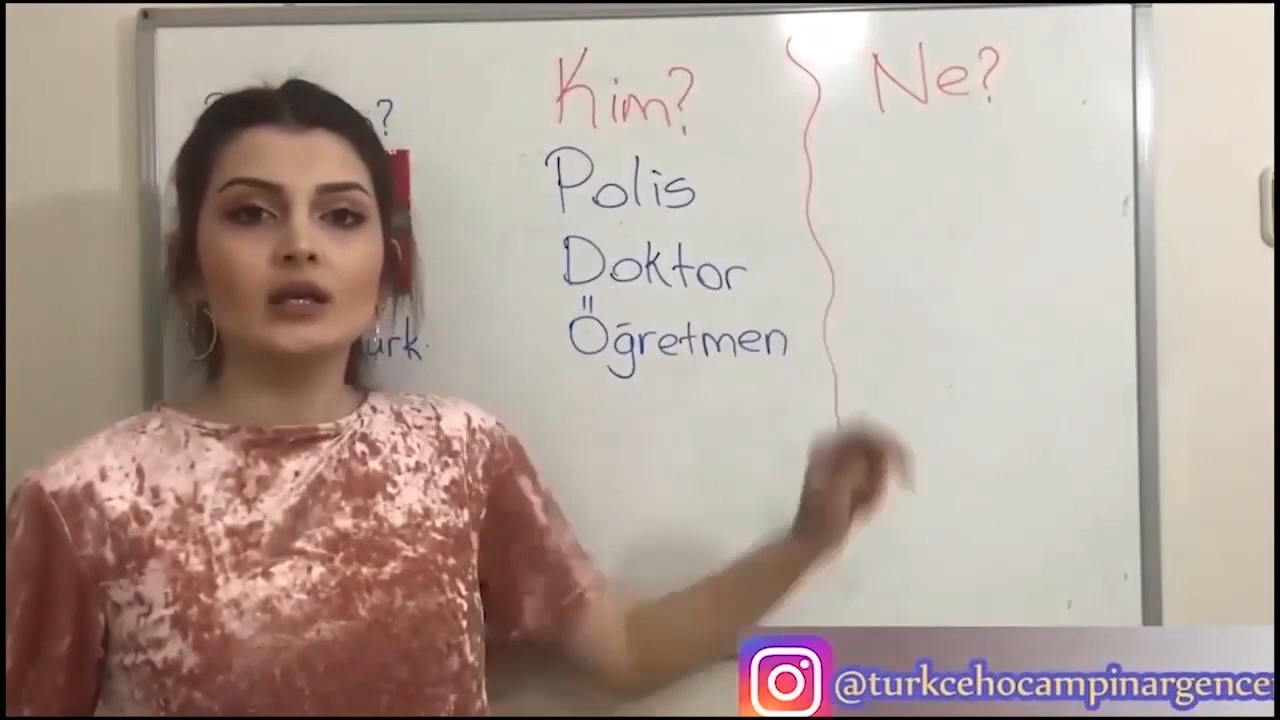 Kim?
Polis
Doktor
Öğretmen
Ne?
@turkcehocampinargence